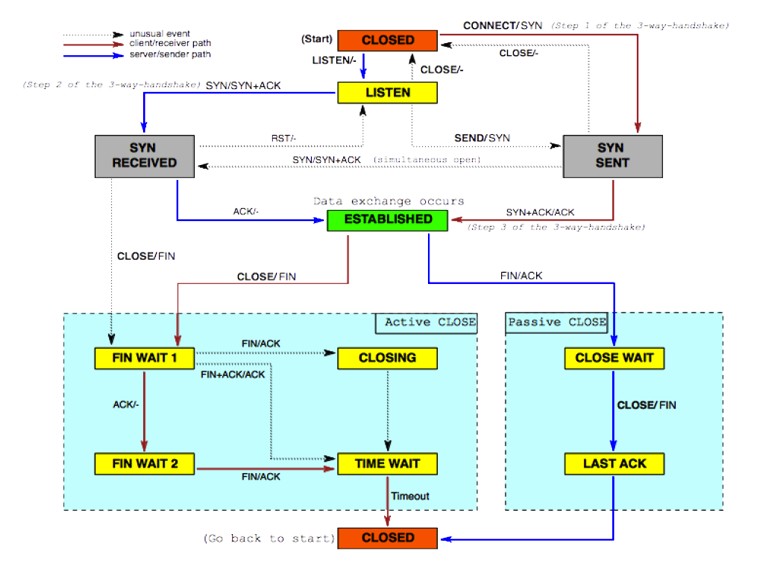 unusual event
client/receiver path
server/sender path
(Start)
CLOSED
CONNECT/SYN (Step 1 of the 3-way-handshake)
LISTEN/-
CLOSE/-
CLOSE/-
(Step 2 of the 3-way-handshake) SYN/SYN+ACK
LISTEN
SYN
RECEIVED
RST/-
SEND/SYN
SYN
SENT
SYN/SYN+ACK (simultaneous open)
Data exchange occurs
ACK/-
ESTABLISHED
SYN+ACK/ACK
(Step 3 of the 3-way-handshake)
CLOSE/FIN
CLOSE/FIN
FIN/ACK
Active CLOSE
Passive CLOSE
FIN WAIT 1
FIN/ACK
CLOSING
CLOSE WAIT
FIN+ACK/ACK
ACK/-
CLOSE/FIN
FIN WAIT 2
TIME WAIT
LAST ACK
FIN/ACK
Timeout
(Go back to start)
CLOSED